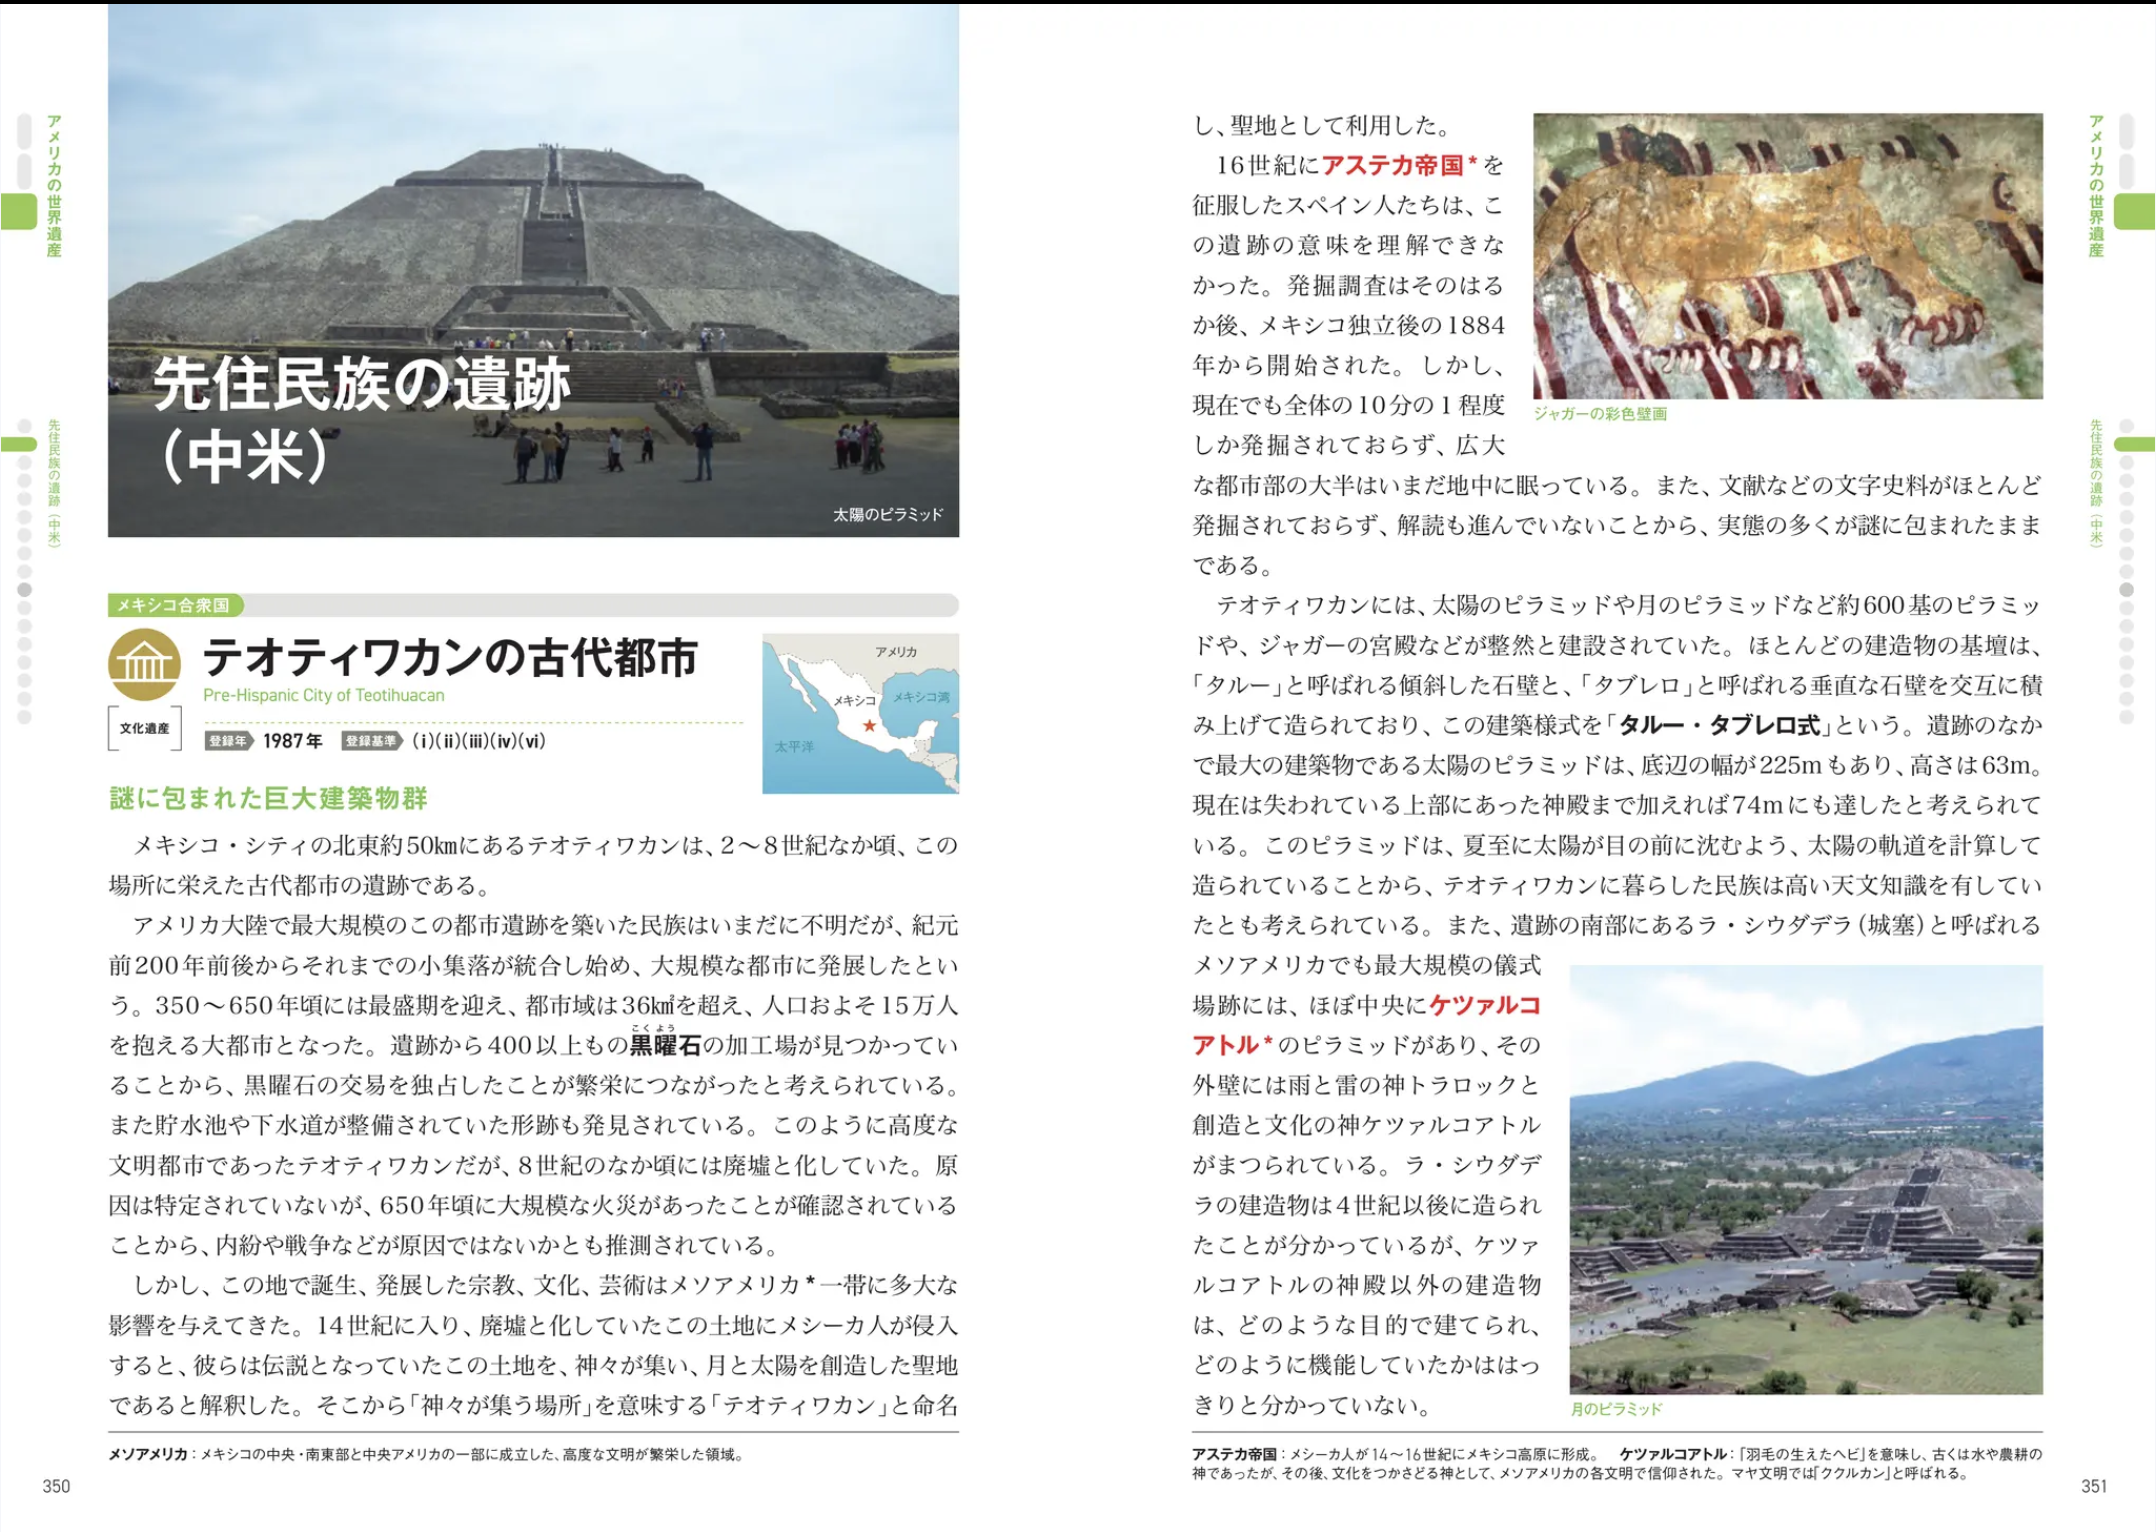 アメリカの世界遺産
先住民族の遺跡（中米）
先住民族の遺跡
（中米）
太陽のピラミッド
メキシコ合衆国
テオティワカンの古代都市
Pre-Hispanic City of Teotihuacan
文化遺産
登録年 1987年 登録基準 (ⅰ)(ⅱ)(ⅲ)(ⅳ)(ⅵ)
アメリカ
メキシコ
メキシコ湾
太平洋
謎に包まれた巨大建築物群
メキシコ・シティの北東約50㎞にあるテオティワカンは、2～8世紀なか頃、この
場所に栄えた古代都市の遺跡である。
アメリカ大陸で最大規模のこの都市遺跡を築いた民族はいまだに不明だが、紀元
前200年前後からそれまでの小集落が統合し始め、大規模な都市に発展したとい
う。350～650年頃には最盛期を迎え、都市域は36㎢を超え、人口およそ15万人
こくよう
を抱える大都市となった。遺跡から400以上もの黒曜石の加工場が見つかってい
ることから、黒曜石の交易を独占したことが繁栄につながったと考えられている。
また貯水池や下水道が整備されていた形跡も発見されている。このように高度な
文明都市であったテオティワカンだが、8世紀のなか頃には廃墟と化していた。原
因は特定されていないが、650年頃に大規模な火災があったことが確認されている
ことから、内紛や戦争などが原因ではないかとも推測されている。
しかし、この地で誕生、発展した宗教、文化、芸術はメソアメリカ*一帯に多大な
影響を与えてきた。14世紀に入り、廃墟と化していたこの土地にメシーカ人が侵入
すると、彼らは伝説となっていたこの土地を、神々が集い、月と太陽を創造した聖地
であると解釈した。そこから「神々が集う場所」を意味する「テオティワカン」と命名
メソアメリカ：メキシコの中央・南東部と中央アメリカの一部に成立した、高度な文明が繁栄した領域。
350
し、聖地として利用した。
16世紀にアステカ帝国*を
征服したスペイン人たちは、こ
の遺跡の意味を理解できな
かった。発掘調査はそのはる
か後、メキシコ独立後の1884
年から開始された。しかし、
現在でも全体の10分の1程度
しか発掘されておらず、広大
な都市部の大半はいまだ地中に眠っている。また、文献などの文字史料がほとんど
発掘されておらず、解読も進んでいないことから、実態の多くが謎に包まれたまま
である。
ジャガーの彩色壁画
テオティワカンには、太陽のピラミッドや月のピラミッドなど約600基のピラミッ
ドや、ジャガーの宮殿などが整然と建設されていた。ほとんどの建造物の基壇は、
「タルー」と呼ばれる傾斜した石壁と、「タブレロ」と呼ばれる垂直な石壁を交互に積
み上げて造られており、この建築様式を「タルー・タブレロ式」という。遺跡のなか
で最大の建築物である太陽のピラミッドは、底辺の幅が225mもあり、高さは63m。
現在は失われている上部にあった神殿まで加えれば74mにも達したと考えられて
いる。このピラミッドは、夏至に太陽が目の前に沈むよう、太陽の軌道を計算して
造られていることから、テオティワカンに暮らした民族は高い天文知識を有してい
たとも考えられている。また、遺跡の南部にあるラ・シウダデラ（城塞）と呼ばれる
メソアメリカでも最大規模の儀式
場跡には、ほぼ中央にケツァルコ
アトル*のピラミッドがあり、その
外壁には雨と雷の神トラロックと
創造と文化の神ケツァルコアトル
がまつられている。ラ・シウダデ
ラの建造物は4世紀以後に造られ
たことが分かっているが、ケツァ
ルコアトルの神殿以外の建造物
は、どのような目的で建てられ、
どのように機能していたかははっ
きりと分かっていない。
月のピラミッド
アステカ帝国：メシーカ人が14～16世紀にメキシコ高原に形成。　ケツァルコアトル：「羽毛の生えたヘビ」を意味し、古くは水や農耕の
神であったが、その後、文化をつかさどる神として、メソアメリカの各文明で信仰された。マヤ文明では「ククルカン」と呼ばれる。
351
アメリカの世界遺産
先住民族の遺跡（中米）